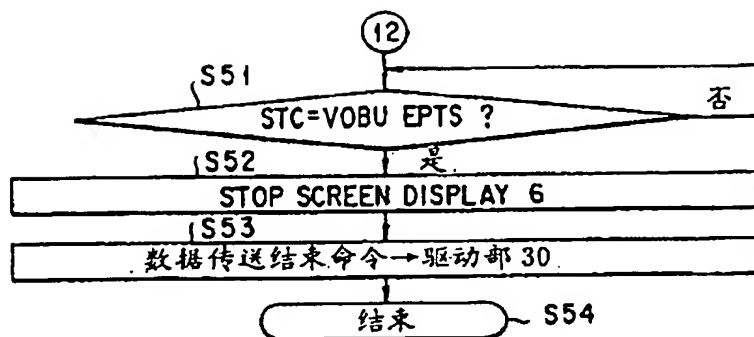 12
S51
STC=VOBU EPTS ?
否
是
S52
STOP SCREEN DISPLAY 6
S53
数据传送结束命令→驱动部 30
结束
S54